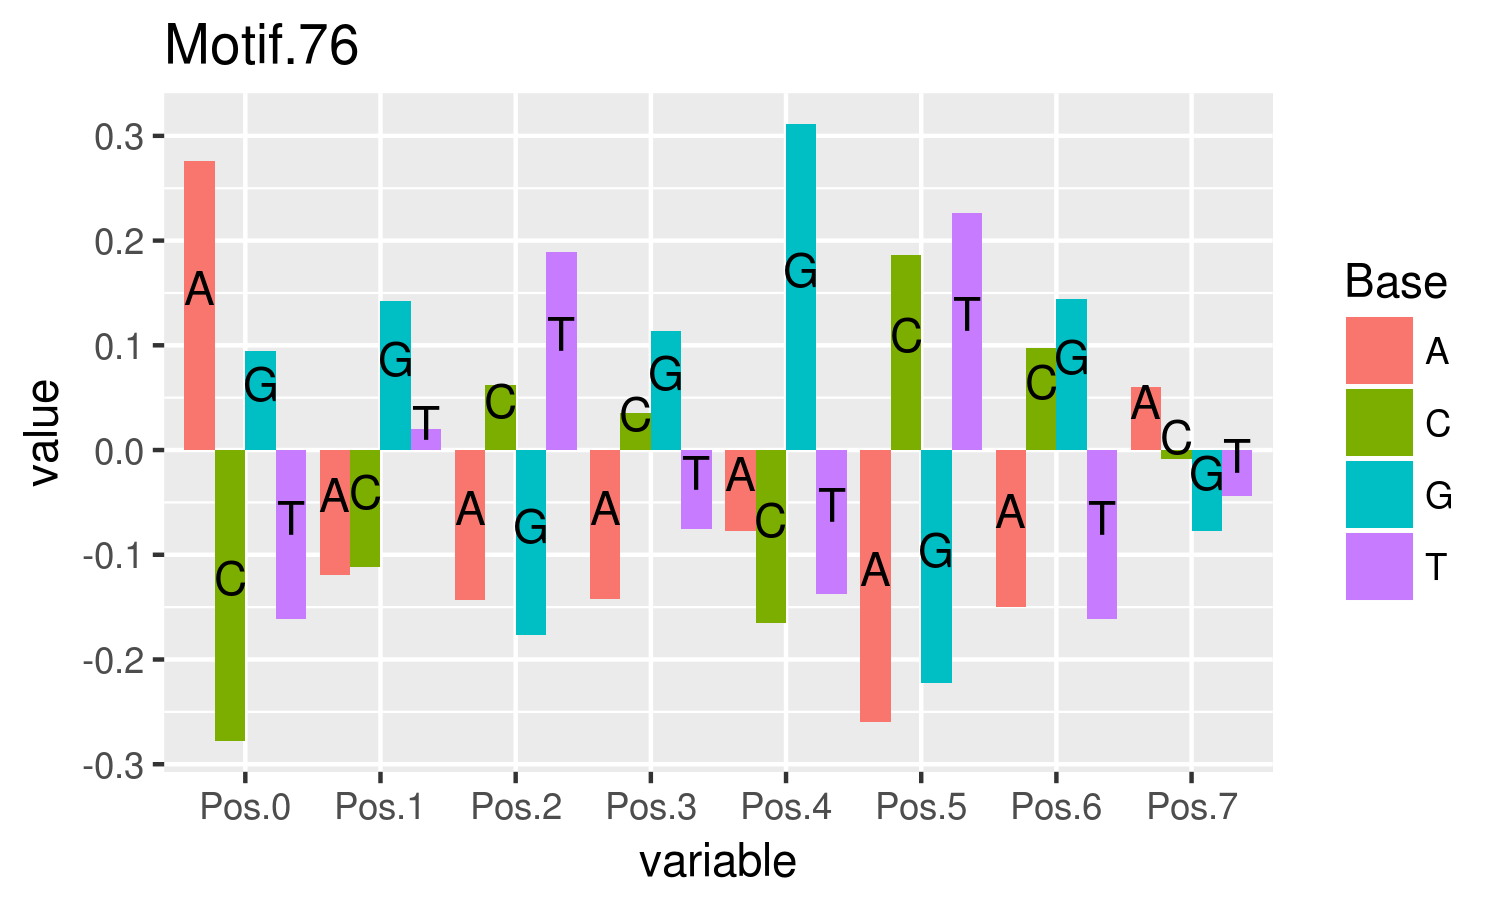 Motif.76
value
0.3
0.2
0.1
0.0
-0.1
-0.2
-0.3
A C G T
A C G T
A C G T
A C G T
A C G T
A C G T
A C G T
A C G T
Pos.0 Pos.1 Pos.2 Pos.3 Pos.4 Pos.5 Pos.6 Pos.7
variable
Base
A
C
G
T